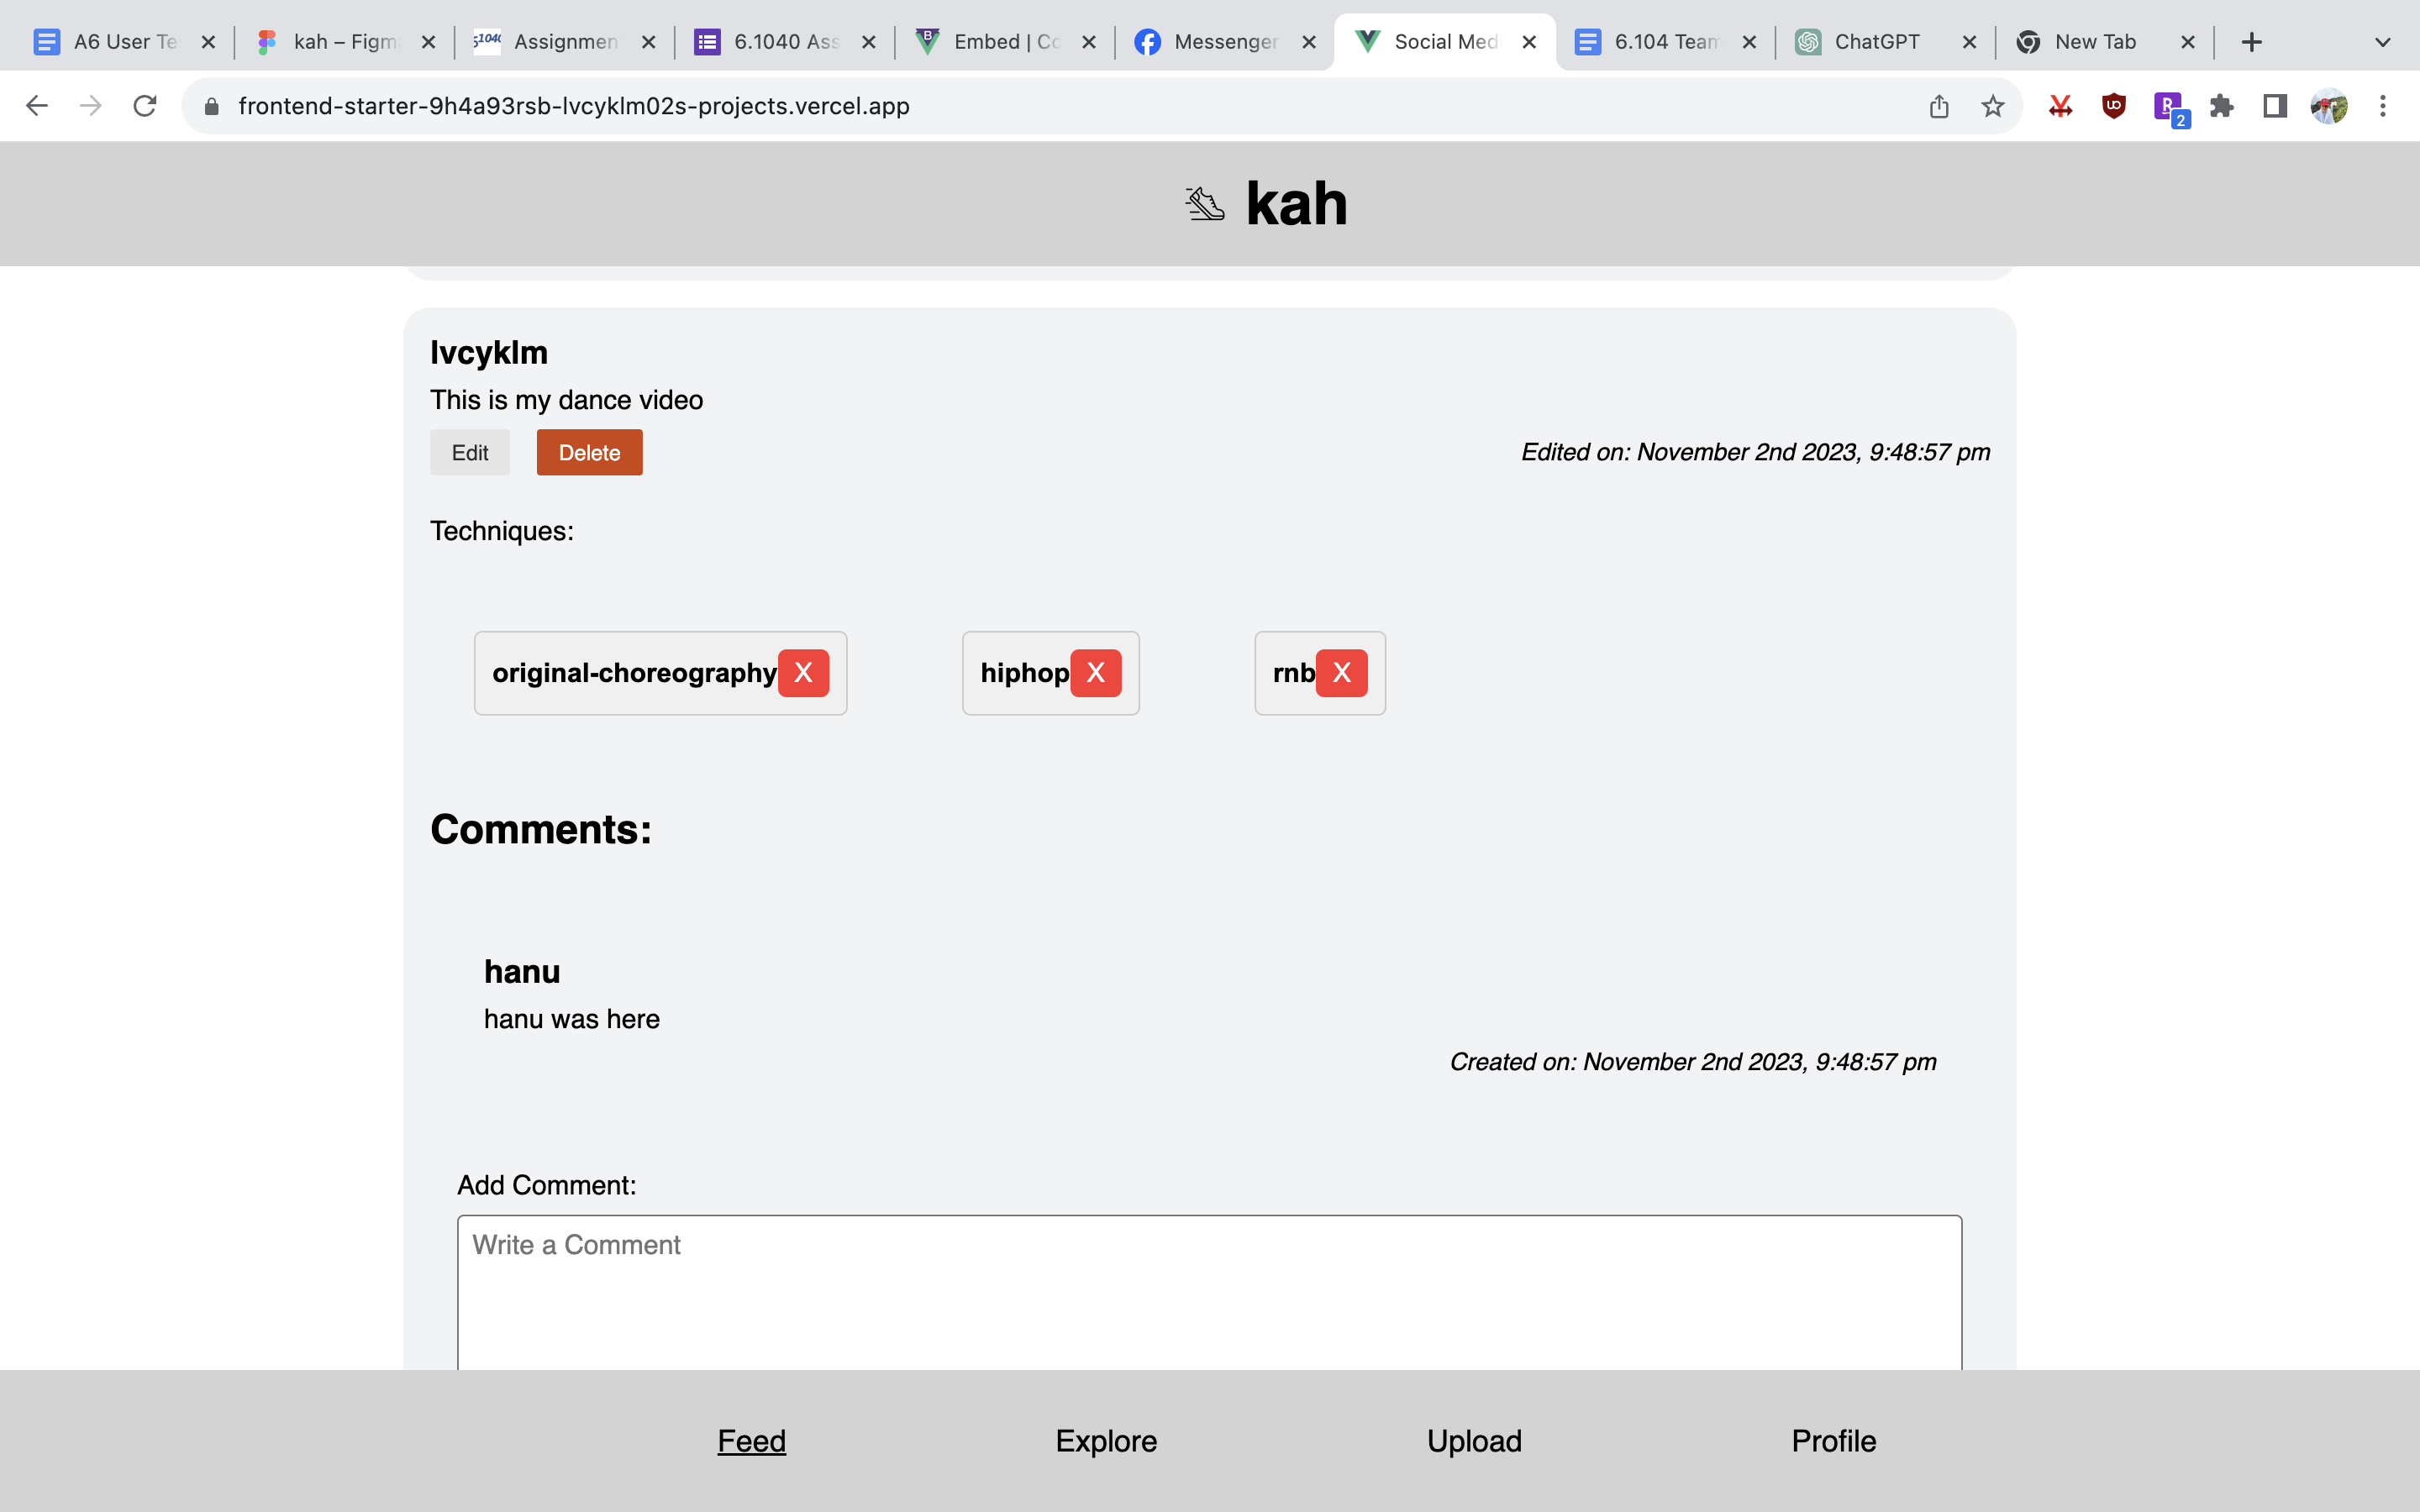 A6 User Te
kah – Figm
Assignmen
6.1040 Ass
Embed | Co
Messenger
Social Med
6.104 Team
ChatGPT
New Tab
frontend-starter-9h4a93rsb-lvcyklm02s-projects.vercel.app
2
kah
lvcyklm
This is my dance video
Edit Delete
Edited on: November 2nd 2023, 9:48:57 pm
Techniques:
original-choreography X hiphop X rnb X
Comments:
hanu
hanu was here
Created on: November 2nd 2023, 9:48:57 pm
Add Comment:
Write a Comment
Feed Explore Upload Profile